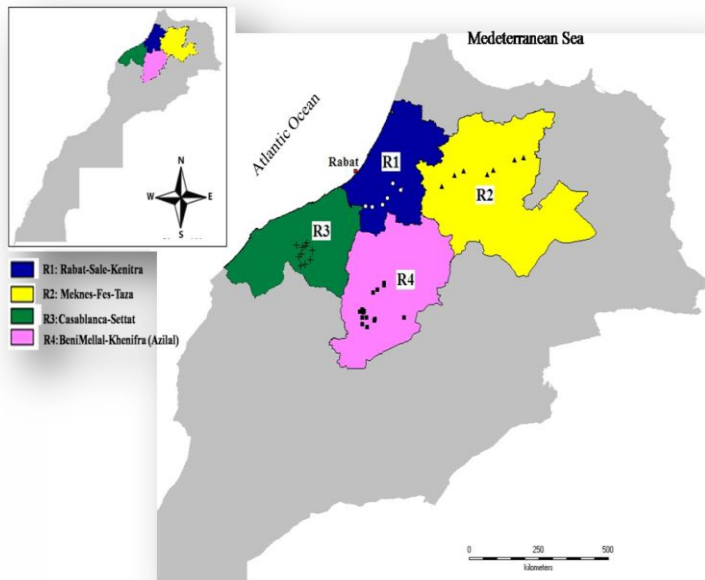 Medeterranean Sea
Atlantic Ocean
Rabat
R1
R2
R3
R4
N
W E
S
R1: Rabat-Sale-Kenitra
R2: Meknes-Fes-Taza
R3:Casablanca-Settat
R4:BeniMellal-Khenifra (Azilal)
0 250 500
kilometers